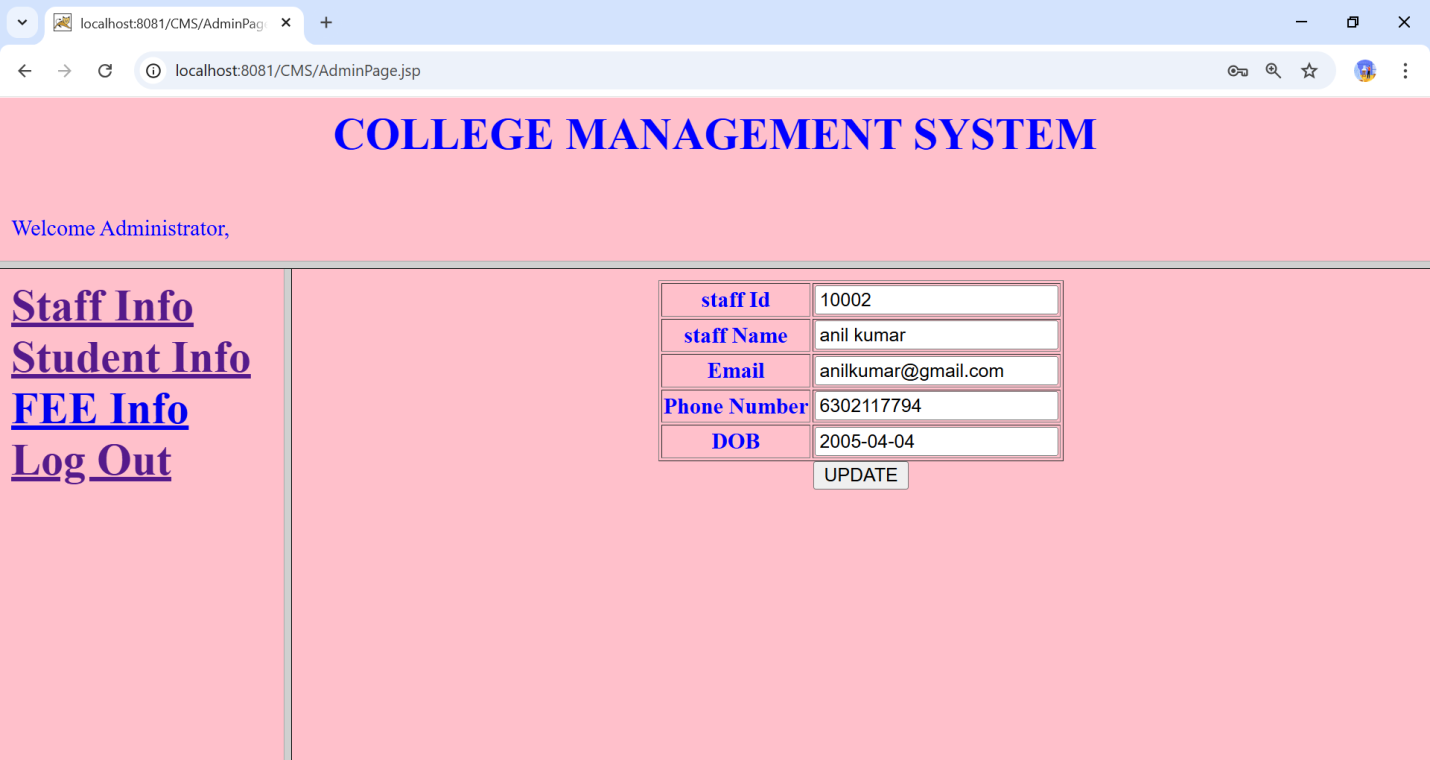 localhost:8081/CMS/AdminPag
localhost:8081/CMS/AdminPage.jsp
COLLEGE MANAGEMENT SYSTEM
Welcome Administrator,
Staff Info
Student Info
FEE Info
Log Out
staff Id 10002
staff Name anil kumar
Email anilkumar@gmail.com
Phone Number 6302117794
DOB 2005-04-04
UPDATE